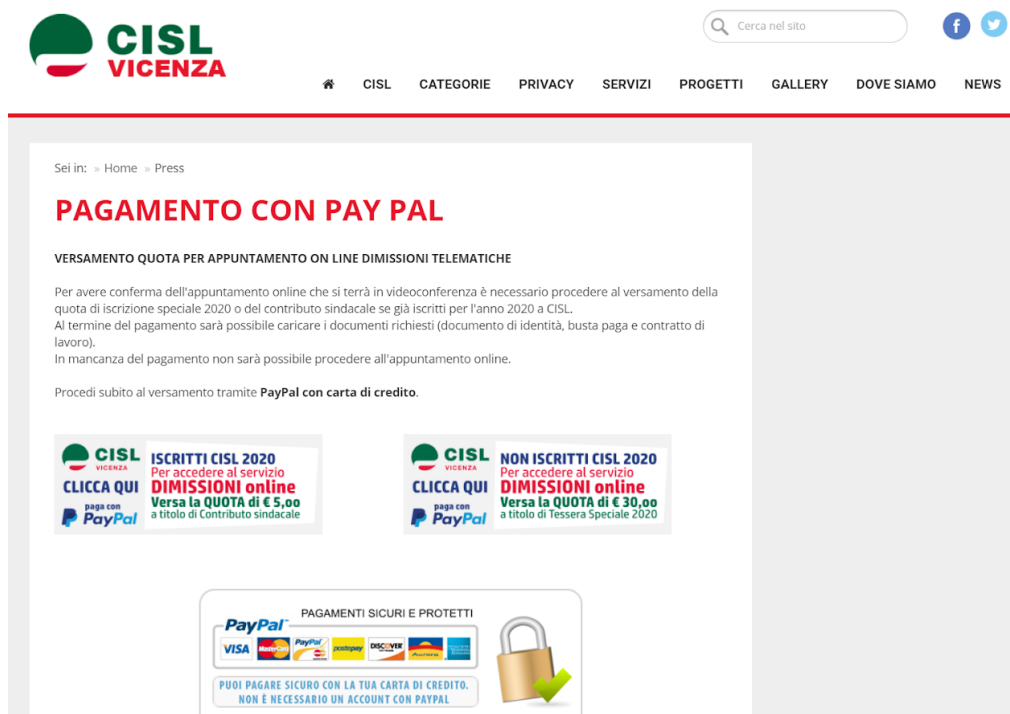 CISL
VICENZA
Cerca nel sito
CISL CATEGORIE PRIVACY SERVIZI PROGETTI GALLERY DOVE SIAMO NEWS
Sei in: » Home » Press
PAGAMENTO CON PAY PAL
VERSAMENTO QUOTA PER APPUNTAMENTO ON LINE DIMISSIONI TELEMATICHE
Per avere conferma dell'appuntamento online che si terrà in videoconferenza è necessario procedere al versamento della
quota di iscrizione speciale 2020 o del contributo sindacale se già iscritti per l'anno 2020 a CISL.
Al termine del pagamento sarà possibile caricare i documenti richiesti (documento di identità, busta paga e contratto di
lavoro).
In mancanza del pagamento non sarà possibile procedere all'appuntamento online.
Procedi subito al versamento tramite PayPal con carta di credito.
CISL
VICENZA
CLICCA QUI
paga con
PayPal
ISCRITTI CISL 2020
Per accedere al servizio
DIMISSIONI online
Versa la QUOTA di € 5,00
a titolo di Contributo sindacale
CISL
VICENZA
CLICCA QUI
paga con
PayPal
NON ISCRITTI CISL 2020
Per accedere al servizio
DIMISSIONI online
Versa la QUOTA di € 30,00
a titolo di Tessera Speciale 2020
PAGAMENTI SICURI E PROTETTI
PayPal
VISA MasterCard PayPal postepay DISCOVER AURORA
PUOI PAGARE SICURO CON LA TUA CARTA DI CREDITO.
NON È NECESSARIO UN ACCOUNT CON PAYPAL